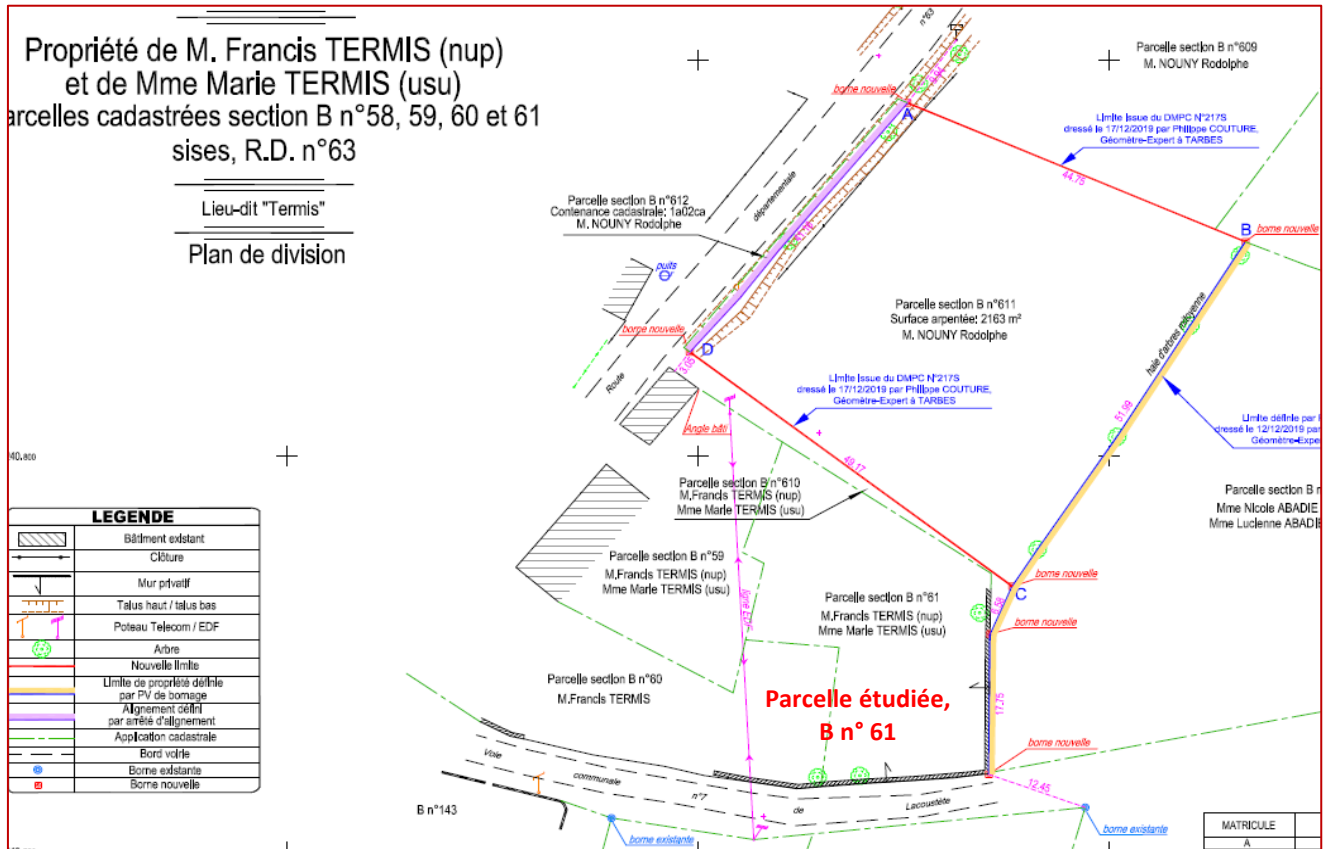 Propriété de M. Francis TERMIS (nup)
et de Mme Marie TERMIS (usu)
arcelles cadastrées section B n°58, 59, 60 et 61
sises, R.D. n°63
Lieu-dit "Termis"
Plan de division
n°63
borne nouvelle
A
Parcelle section B n°609
M. NOUNY Rodolphe
Limite issue du DMPC N°217S
dressé le 17/12/2019 par Philippe COUTURE,
Géomètre-Expert à TARBES
44.75
B
borne nouvelle
départementale
Parcelle section B n°612
Contenance cadastrale: 1a02ca
M. NOUNY Rodolphe
puits
haie d'arbres mitoyenne
Parcelle section B n°611
Surface arpentée: 2163 m²
M. NOUNY Rodolphe
borne nouvelle
D
3.05
Route
Limite issue du DMPC N°217S
dressé le 17/12/2019 par Philippe COUTURE,
Géomètre-Expert à TARBES
51.99
Limite définie par
dressé le 12/12/2019 par
Géomètre-Expe
Angle bâti
40.800
49.17
Parcelle section B n°610
M.Francis TERMIS (nup)
Mme Marie TERMIS (usu)
Parcelle section B n
Mme Nicole ABADIE
Mme Lucienne ABADIE
LEGENDE
Bâtiment existant
Clôture
Mur privatif
Talus haut / talus bas
Poteau Telecom / EDF
Arbre
Nouvelle limite
Limite de propriété définie
par PV de bornage
Alignement défini
par arrêté d'alignement
Application cadastrale
Bord voirie
Borne existante
Borne nouvelle
Parcelle section B n°59
M.Francis TERMIS (nup)
Mme Marie TERMIS (usu)
ligne EDF
Parcelle section B n°61
M.Francis TERMIS (nup)
Mme Marie TERMIS (usu)
borne nouvelle
C
6.58
borne nouvelle
Parcelle section B n°60
M.Francis TERMIS
Parcelle étudiée,
B n° 61
17.75
borne nouvelle
Voie
communale
n°7
de
Lacoustète
12.45
B n°143
borne existante
borne existante
MATRICULE
A